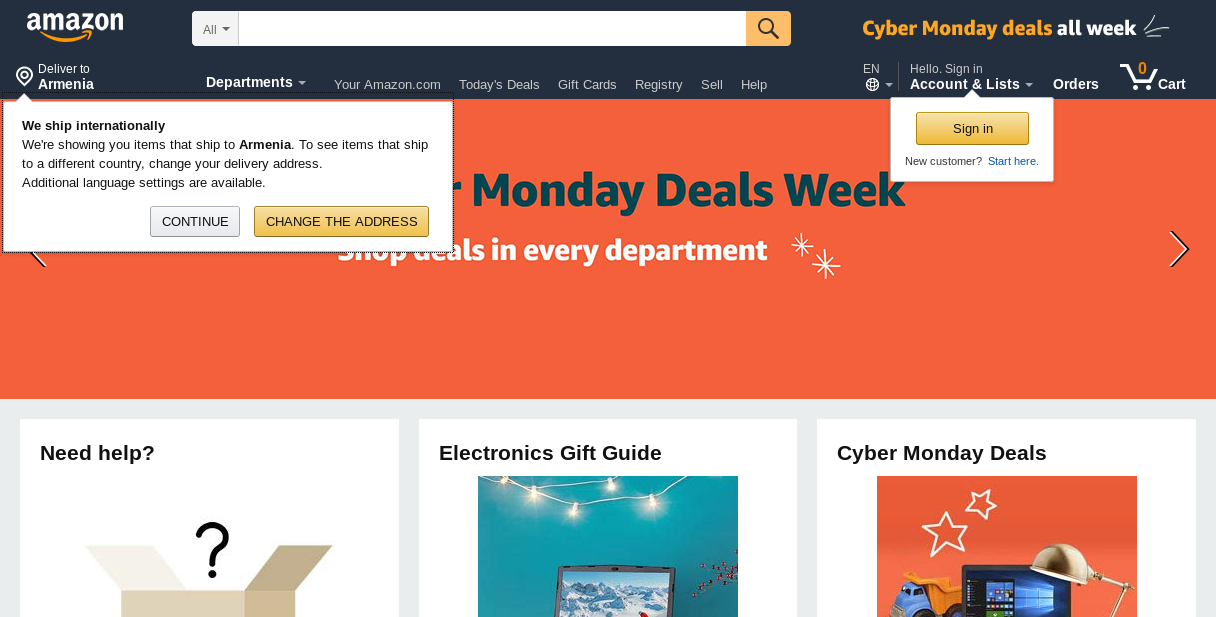 amazon
All
Cyber Monday deals all week
Deliver to
Armenia
Departments
Your Amazon.com
Today's Deals
Gift Cards
Registry
Sell
Help
EN
Hello. Sign in
Account & Lists
Orders
0
Cart
We ship internationally
We're showing you items that ship to Armenia. To see items that ship
to a different country, change your delivery address.
Additional language settings are available.
CONTINUE
CHANGE THE ADDRESS
Sign in
New customer? Start here.
Monday Deals Week
Shop deals in every department
Need help?
?
Electronics Gift Guide
Cyber Monday Deals